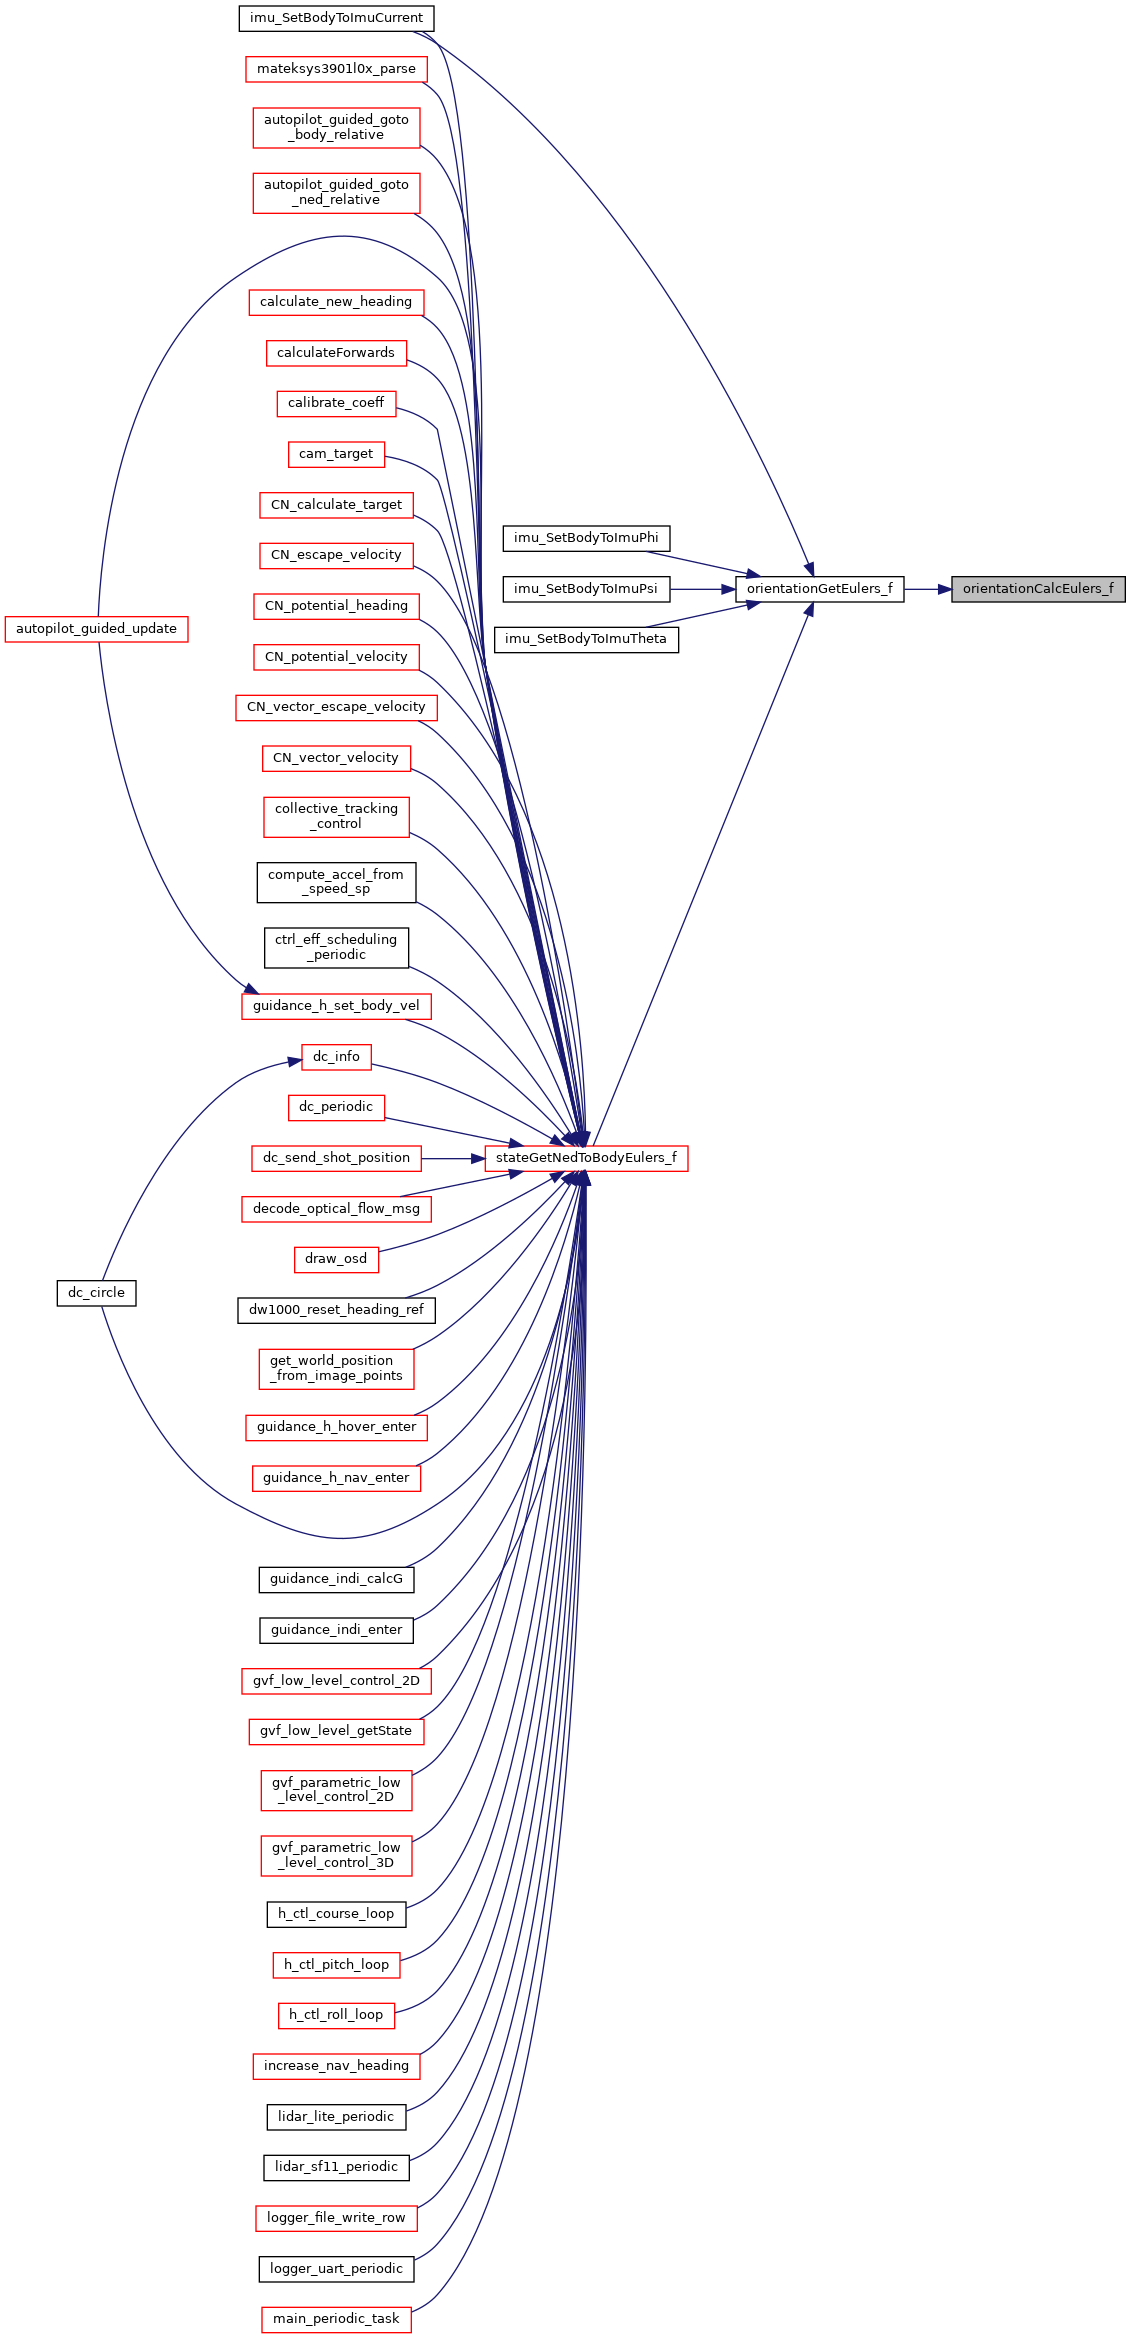 imu_SetBodyToImuCurrent
mateksys3901l0x_parse
autopilot_guided_goto
_body_relative
autopilot_guided_goto
_ned_relative
calculate_new_heading
calculateForwards
calibrate_coeff
cam_target
CN_calculate_target
CN_escape_velocity
CN_potential_heading
CN_potential_velocity
CN_vector_escape_velocity
CN_vector_velocity
collective_tracking
_control
compute_accel_from
_speed_sp
ctrl_eff_scheduling
_periodic
guidance_h_set_body_vel
dc_info
dc_periodic
dc_send_shot_position
decode_optical_flow_msg
draw_osd
dw1000_reset_heading_ref
get_world_position
_from_image_points
guidance_h_hover_enter
guidance_h_nav_enter
guidance_indi_calcG
guidance_indi_enter
gvf_low_level_control_2D
gvf_low_level_getState
gvf_parametric_low
_level_control_2D
gvf_parametric_low
_level_control_3D
h_ctl_course_loop
h_ctl_pitch_loop
h_ctl_roll_loop
increase_nav_heading
lidar_lite_periodic
lidar_sf11_periodic
logger_file_write_row
logger_uart_periodic
main_periodic_task
autopilot_guided_update
dc_circle
imu_SetBodyToImuPhi
imu_SetBodyToImuPsi
imu_SetBodyToImuTheta
stateGetNedToBodyEulers_f
orientationGetEulers_f
orientationCalcEulers_f